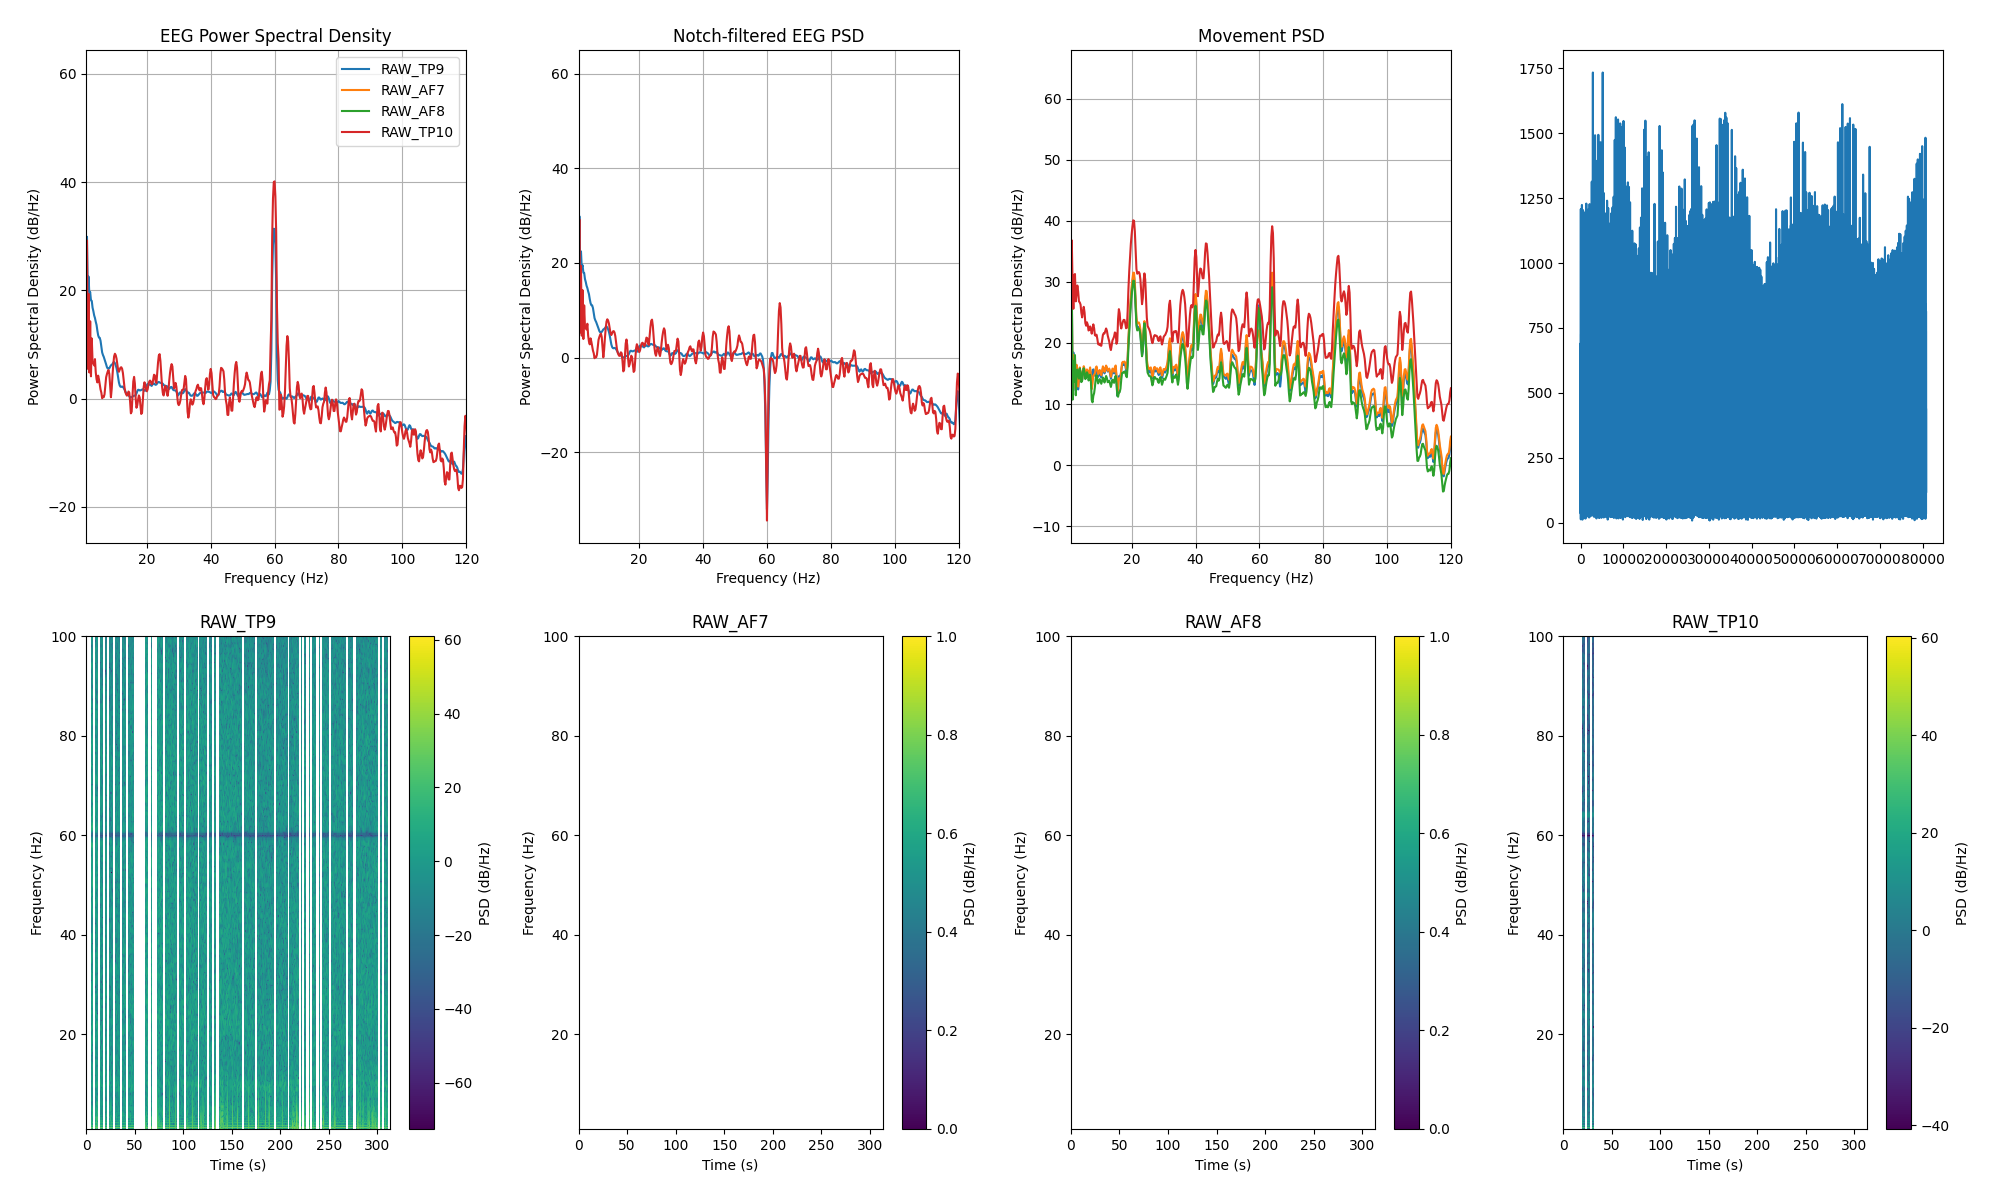 EEG Power Spectral Density
Power Spectral Density (dB/Hz)
60
40
20
0
−20
RAW_TP9
RAW_AF7
RAW_AF8
RAW_TP10
20 40 60 80 100 120
Frequency (Hz)
Notch-filtered EEG PSD
Power Spectral Density (dB/Hz)
60
40
20
0
−20
20 40 60 80 100 120
Frequency (Hz)
Movement PSD
Power Spectral Density (dB/Hz)
60
50
40
30
20
10
0
−10
20 40 60 80 100 120
Frequency (Hz)
1750
1500
1250
1000
750
500
250
0
0 10000 20000 30000 40000 50000 60000 70000 80000
RAW_TP9
Frequency (Hz)
100
80
60
40
20
0 50 100 150 200 250 300
Time (s)
60
40
20
0
−20
−40
−60
PSD (dB/Hz)
RAW_AF7
Frequency (Hz)
100
80
60
40
20
0 50 100 150 200 250 300
Time (s)
1.0
0.8
0.6
0.4
0.2
0.0
PSD (dB/Hz)
RAW_AF8
Frequency (Hz)
100
80
60
40
20
0 50 100 150 200 250 300
Time (s)
1.0
0.8
0.6
0.4
0.2
0.0
PSD (dB/Hz)
RAW_TP10
Frequency (Hz)
100
80
60
40
20
0 50 100 150 200 250 300
Time (s)
60
40
20
0
−20
−40
PSD (dB/Hz)